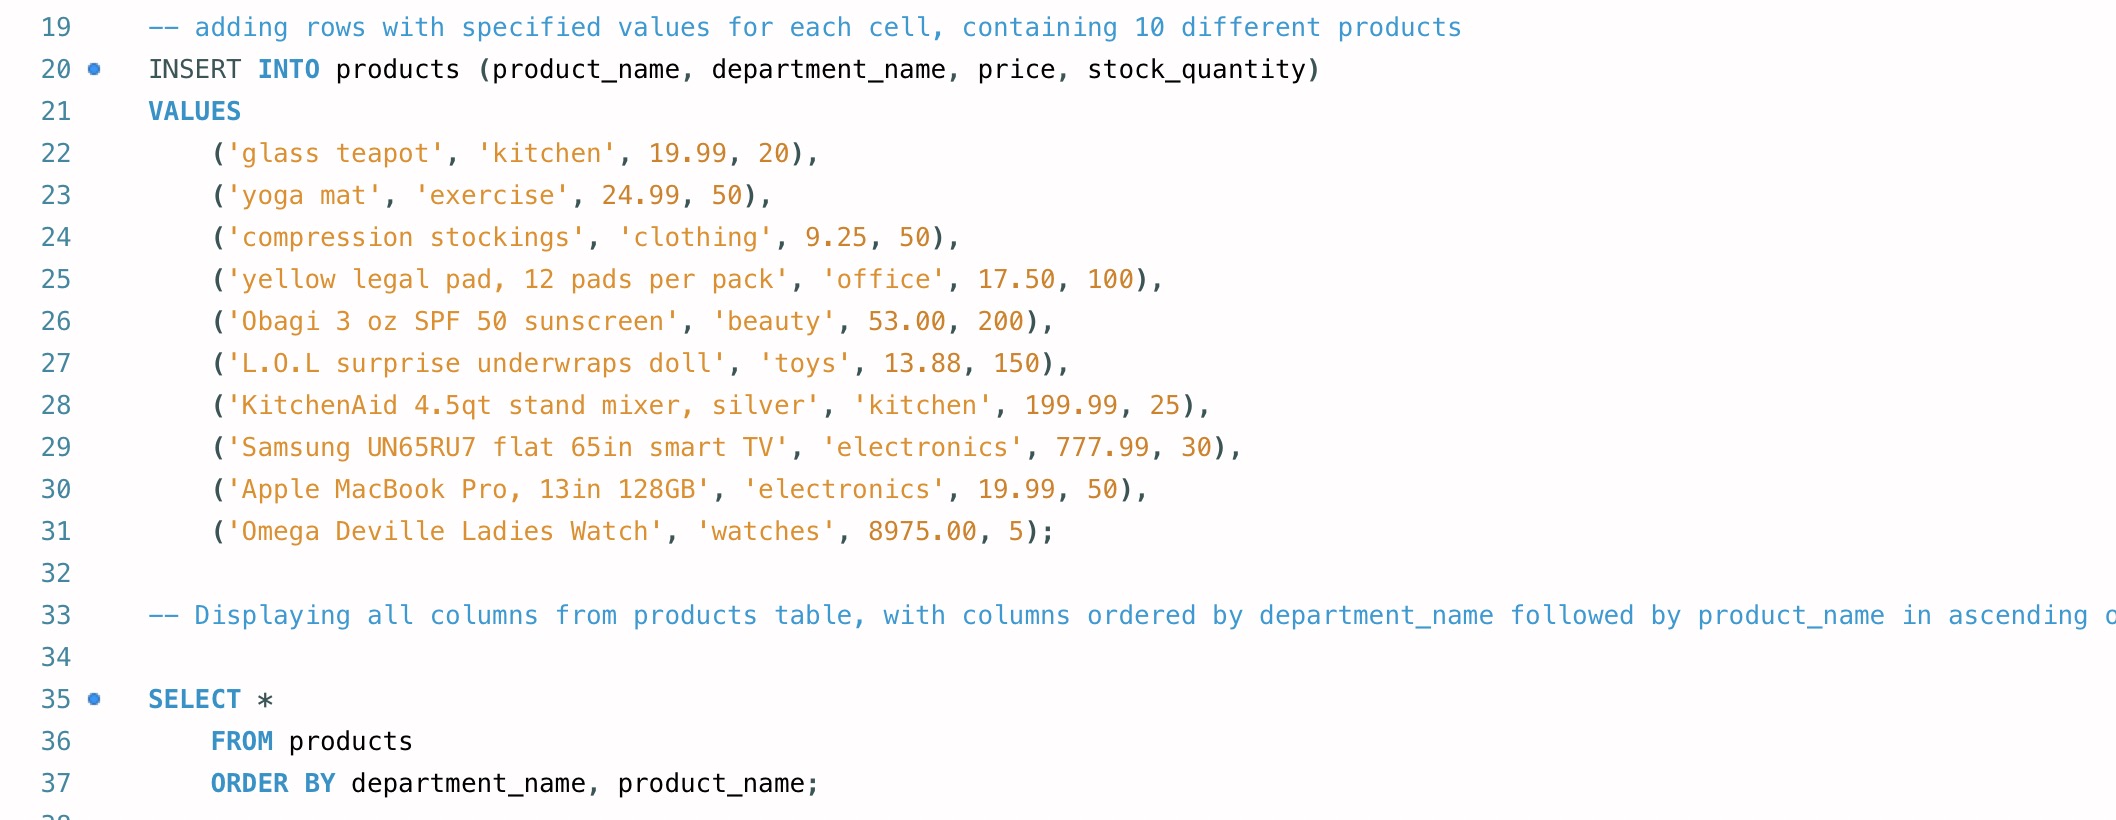 19 -- adding rows with specified values for each cell, containing 10 different products
20 INSERT INTO products (product_name, department_name, price, stock_quantity)
21 VALUES
22 ('glass teapot', 'kitchen', 19.99, 20),
23 ('yoga mat', 'exercise', 24.99, 50),
24 ('compression stockings', 'clothing', 9.25, 50),
25 ('yellow legal pad, 12 pads per pack', 'office', 17.50, 100),
26 ('Obagi 3 oz SPF 50 sunscreen', 'beauty', 53.00, 200),
27 ('L.O.L surprise underwraps doll', 'toys', 13.88, 150),
28 ('KitchenAid 4.5qt stand mixer, silver', 'kitchen', 199.99, 25),
29 ('Samsung UN65RU7 flat 65in smart TV', 'electronics', 777.99, 30),
30 ('Apple MacBook Pro, 13in 128GB', 'electronics', 19.99, 50),
31 ('Omega Deville Ladies Watch', 'watches', 8975.00, 5);
32
33 -- Displaying all columns from products table, with columns ordered by department_name followed by product_name in ascending
34
35 SELECT *
36 FROM products
37 ORDER BY department_name, product_name;